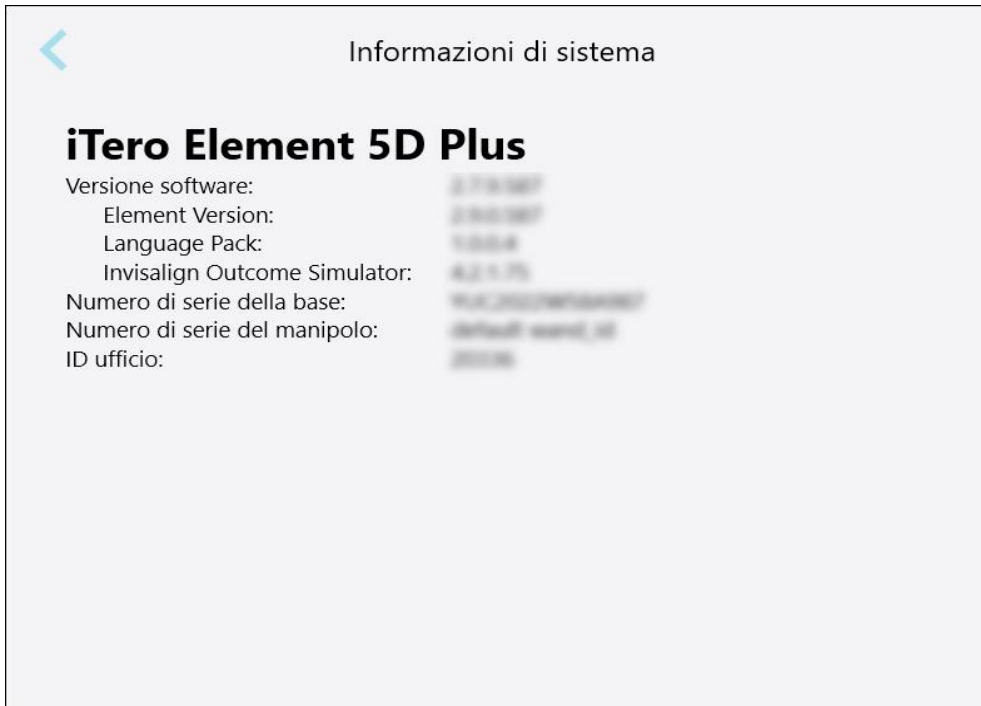 Informazioni di sistema
iTero Element 5D Plus
Versione software:
Element Version:
Language Pack:
Invisalign Outcome Simulator:
Numero di serie della base:
Numero di serie del manipolo:
ID ufficio: